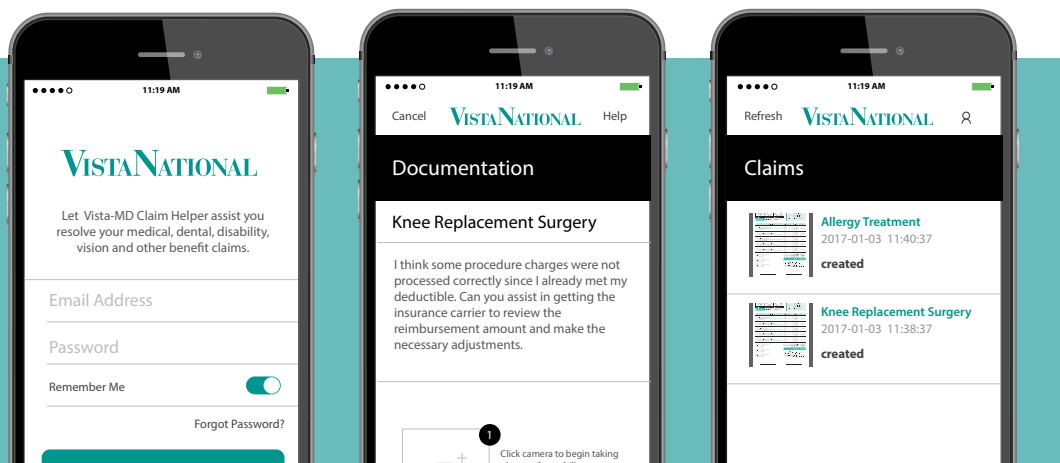 11:19 AM
VISTANATIONAL
Let Vista-MD Claim Helper assist you
resolve your medical, dental, disability,
vision and other benefit claims.
Email Address
Password
Remember Me
Forgot Password?
11:19 AM
Cancel VISTANATIONAL Help
Documentation
Knee Replacement Surgery
I think some procedure charges were not
processed correctly since I already met my
deductible. Can you assist in getting the
insurance carrier to review the
reimbursement amount and make the
necessary adjustments.
1
Click camera to begin taking
11:19 AM
Refresh VISTANATIONAL
Claims
Allergy Treatment
2017-01-03 11:40:37
created
Knee Replacement Surgery
2017-01-03 11:38:37
created